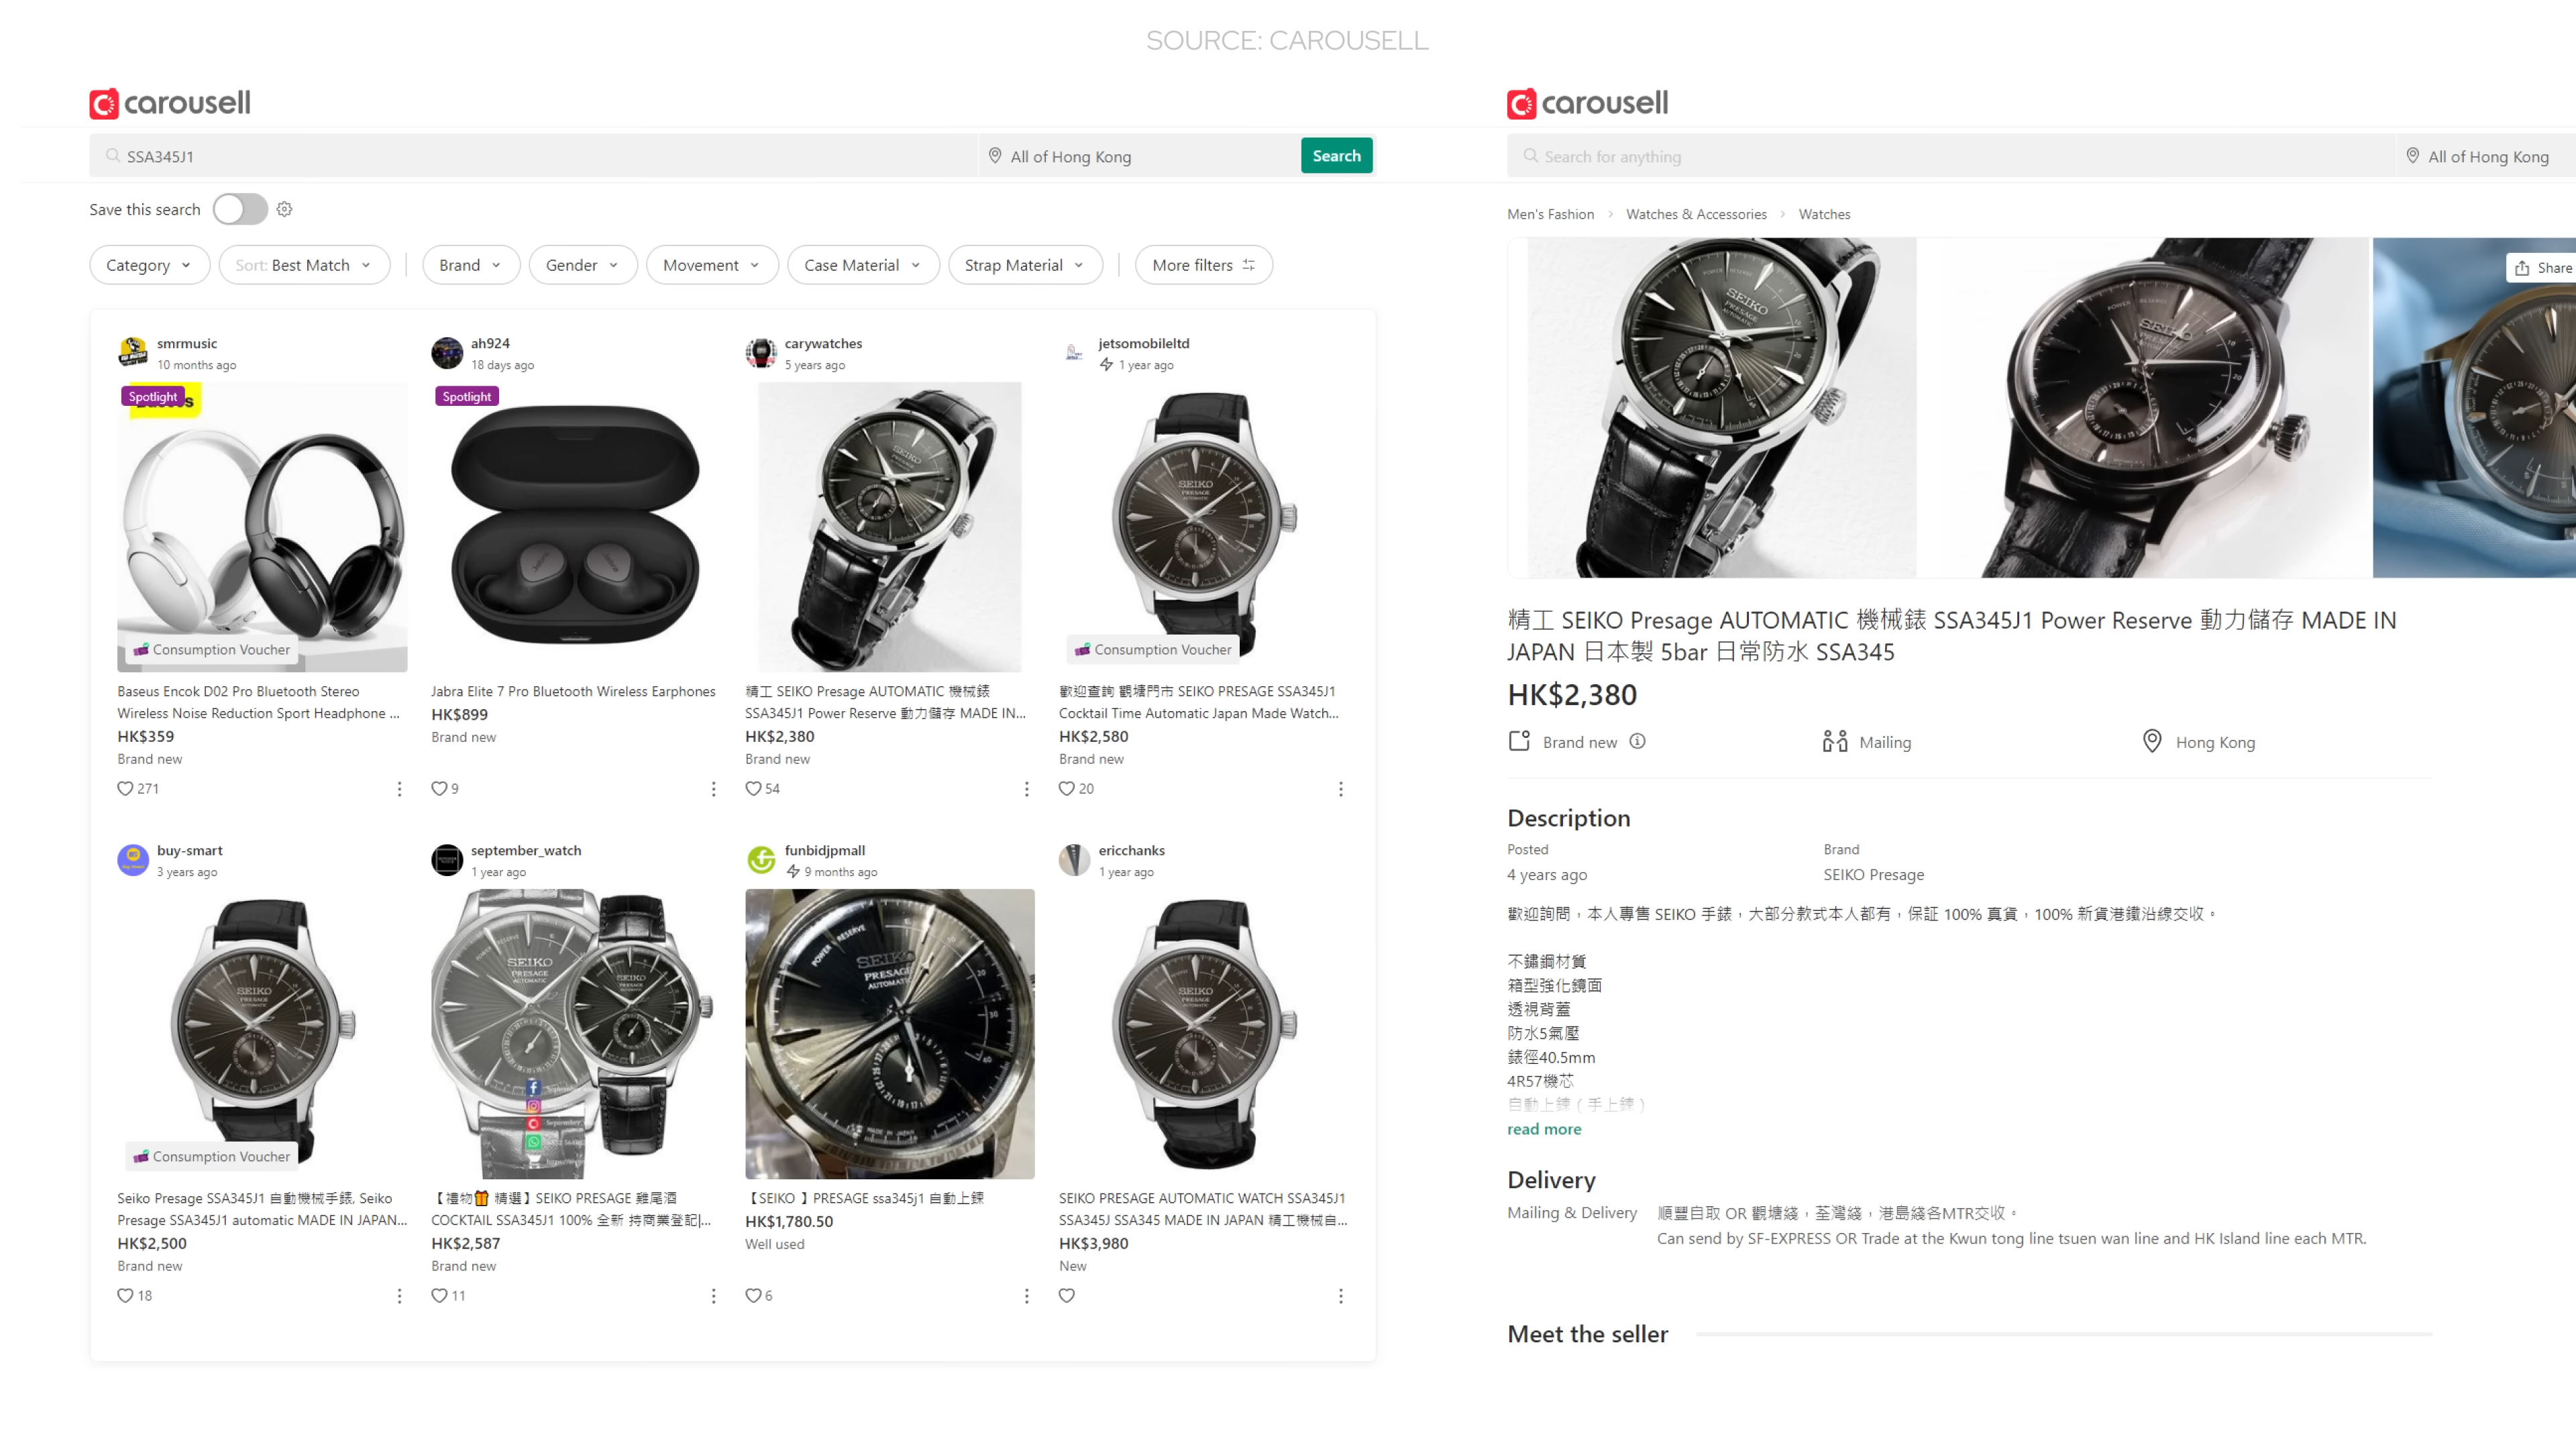 SOURCE: CAROUSELL
carousell
SSA345J1
All of Hong Kong
Search
Save this search
Category
Sort: Best Match
Brand
Gender
Movement
Case Material
Strap Material
More filters
smrmusic
10 months ago
Spotlight
Consumption Voucher
Baseus Encok D02 Pro Bluetooth Stereo
Wireless Noise Reduction Sport Headphone ...
HK$359
Brand new
271
ah924
18 days ago
Spotlight
Jabra Elite 7 Pro Bluetooth Wireless Earphones
HK$899
Brand new
9
carywatches
5 years ago
SEIKO
精工 SEIKO Presage AUTOMATIC 機械錶
SSA345J1 Power Reserve 動力儲存 MADE IN...
HK$2,380
Brand new
54
jetsomobileltd
1 year ago
SEIKO
PRESAGE
Consumption Voucher
歡迎查詢 觀塘門市 SEIKO PRESAGE SSA345J1
Cocktail Time Automatic Japan Made Watch...
HK$2,580
Brand new
20
buy-smart
3 years ago
SEIKO
PRESAGE
Consumption Voucher
Seiko Presage SSA345J1 自動機械手錶, Seiko
Presage SSA345J1 automatic MADE IN JAPAN...
HK$2,500
Brand new
18
september_watch
1 year ago
SEIKO
PRESAGE
AUTOMATIC
SEIKO
【禮物🎁 精選】SEIKO PRESAGE 雞尾酒
COCKTAIL SSA345J1 100% 全新 持商業登記|...
HK$2,587
Brand new
11
funbidjpmall
9 months ago
POWER RESERVE
SEIKO
PRESAGE
AUTOMATIC
【SEIKO 】PRESAGE ssa345j1 自動上鍊
HK$1,780.50
Well used
6
ericchanks
1 year ago
SEIKO
PRESAGE
SEIKO PRESAGE AUTOMATIC WATCH SSA345J1
SSA345J SSA345 MADE IN JAPAN 精工機械自...
HK$3,980
New
carousell
Search for anything
All of Hong Kong
Men's Fashion > Watches & Accessories > Watches
Share
SEIKO
PRESAGE
AUTOMATIC
SEIKO
精工 SEIKO Presage AUTOMATIC 機械錶 SSA345J1 Power Reserve 動力儲存 MADE IN
JAPAN 日本製 5bar 日常防水 SSA345
HK$2,380
Brand new
Mailing
Hong Kong
Description
Posted
Brand
4 years ago
SEIKO Presage
歡迎詢問，本人專售 SEIKO 手錶，大部分款式本人都有，保証 100% 真貨，100% 新貨港鐵沿線交收。
不鏽鋼材質
箱型強化鏡面
透視背蓋
防水5氣壓
錶徑40.5mm
4R57機芯
自動上鍊 ( 手上鍊 )
read more
Delivery
Mailing & Delivery
順豐自取 OR 觀塘綫，荃灣綫，港島綫各MTR交收。
Can send by SF-EXPRESS OR Trade at the Kwun tong line tsuen wan line and HK Island line each MTR.
Meet the seller